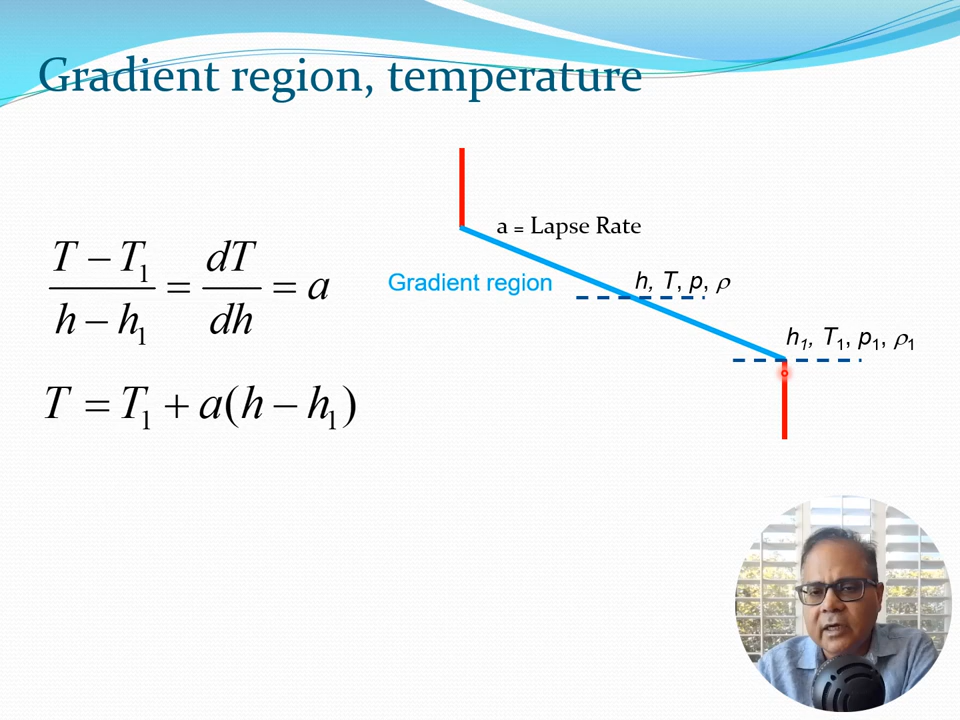 Gradient region, temperature
a = Lapse Rate
Gradient region
h, T, p, ρ
h₁, T₁, p₁, ρ₁
(T − T₁)/(h − h₁) = dT/dh = a
T = T₁ + a(h − h₁)